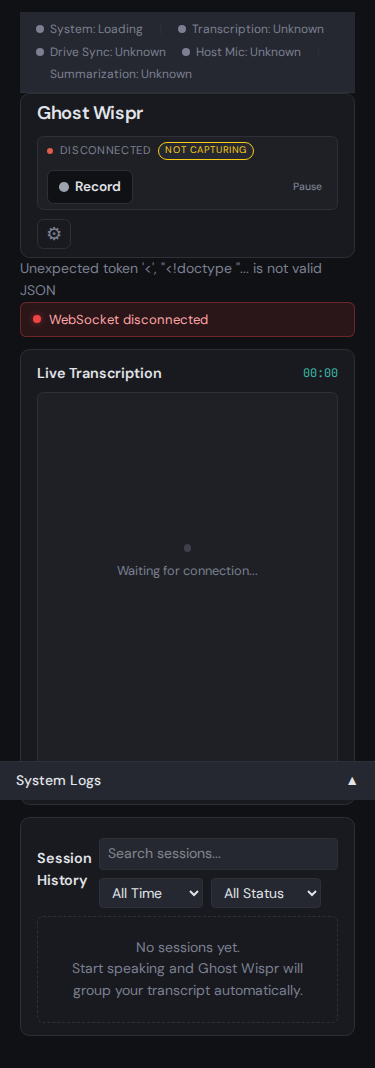 System: Loading
Transcription: Unknown
Drive Sync: Unknown
Host Mic: Unknown
Summarization: Unknown
Ghost Wispr
DISCONNECTED NOT CAPTURING
Record
Pause
Unexpected token '<', "<!doctype "... is not valid
JSON
WebSocket disconnected
Live Transcription 00:00
Waiting for connection...
System Logs ▲
Session
History
Search sessions...
All Time
All Status
No sessions yet.
Start speaking and Ghost Wispr will
group your transcript automatically.